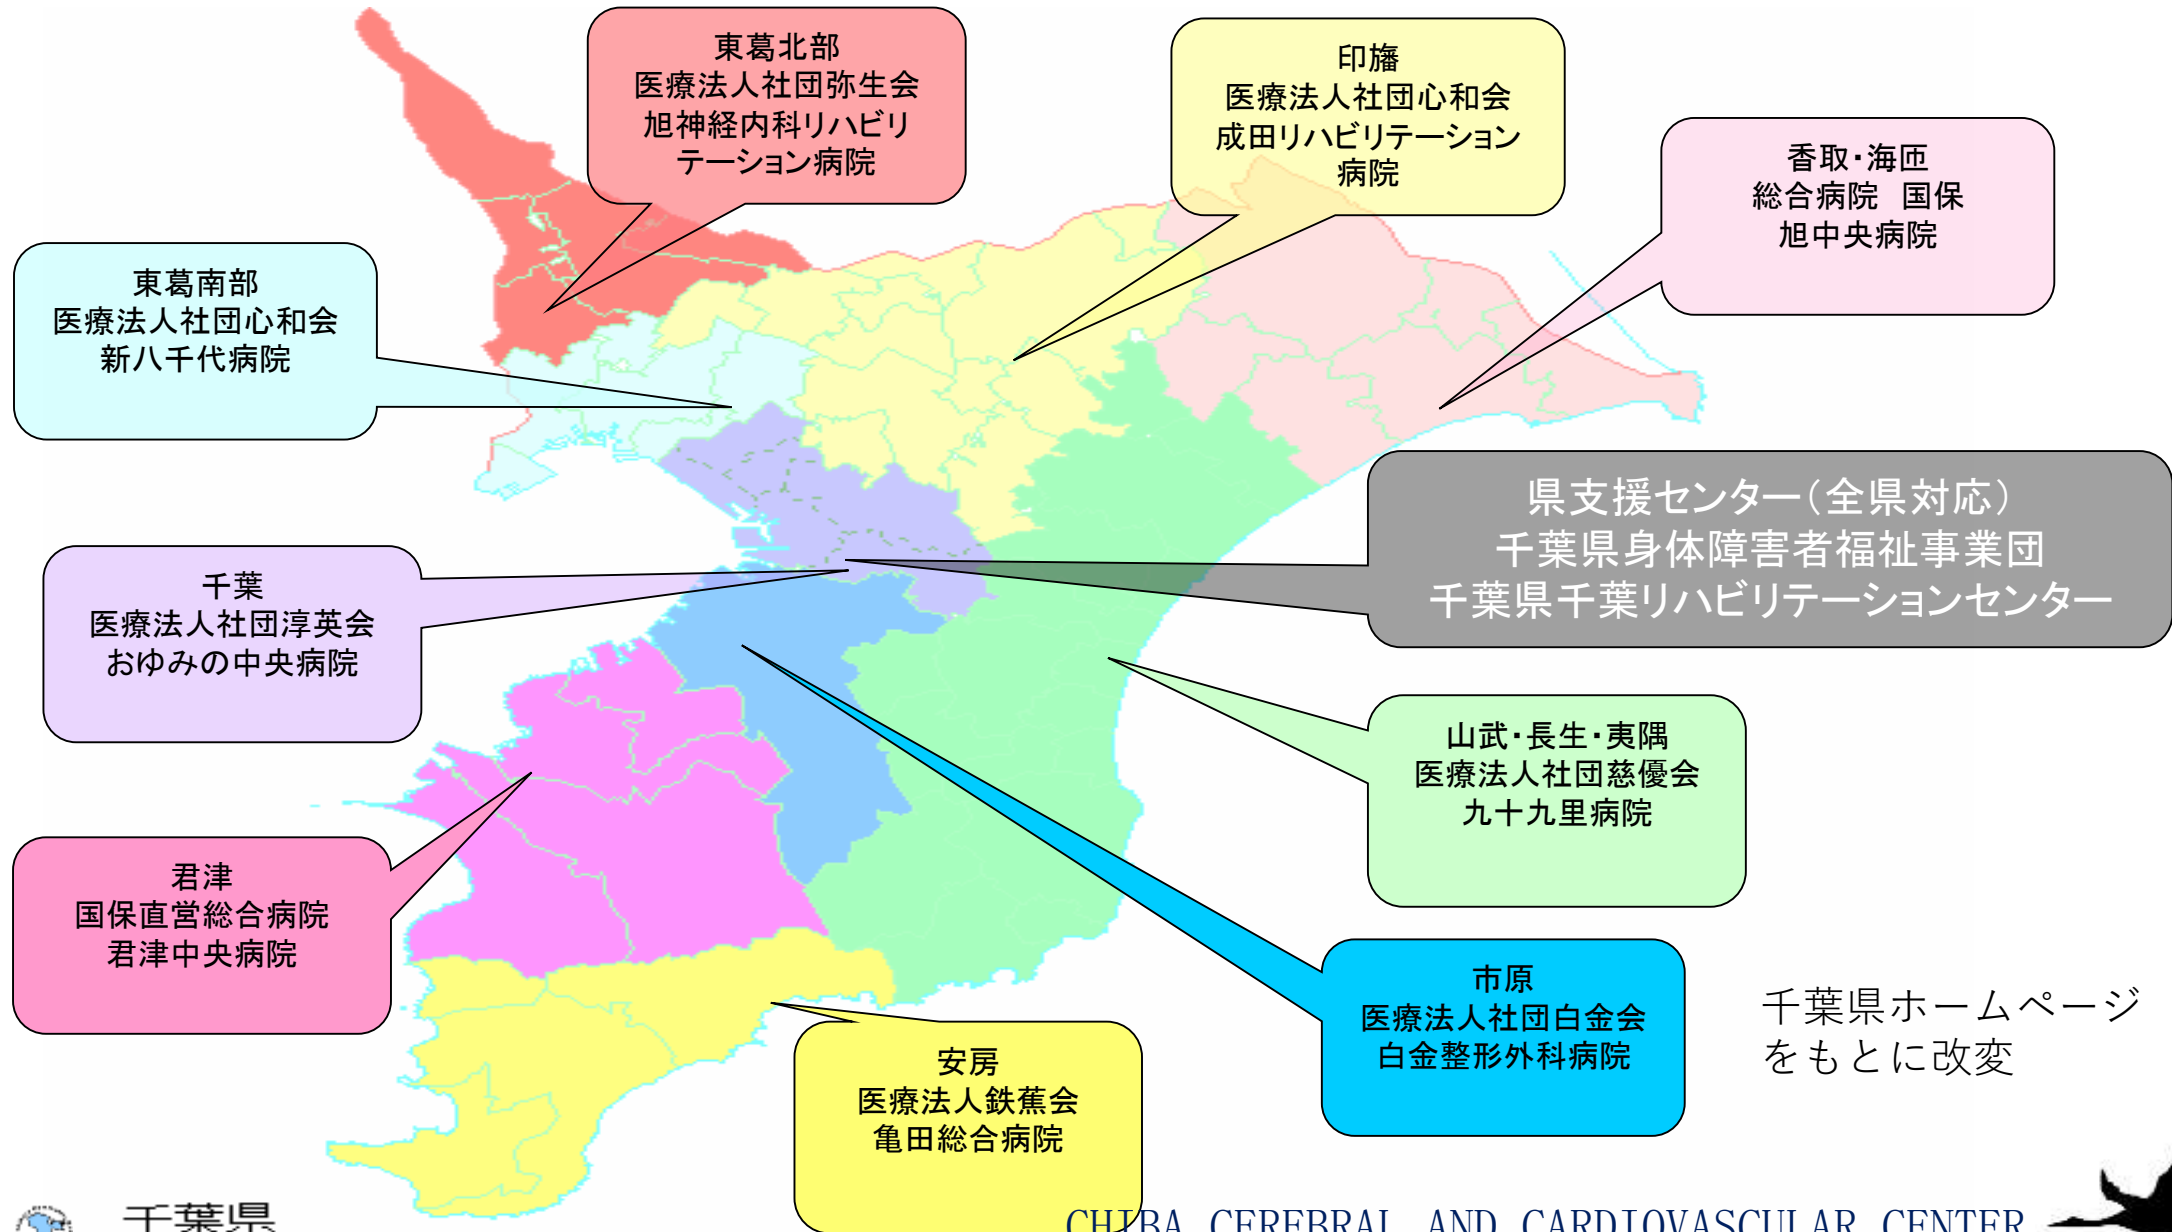 東葛北部
医療法人社団弥生会
旭神経内科リハビリ
テーション病院
印旛
医療法人社団心和会
成田リハビリテーション
病院
香取・海匝
総合病院 国保
旭中央病院
東葛南部
医療法人社団心和会
新八千代病院
県支援センター(全県対応)
千葉県身体障害者福祉事業団
千葉県千葉リハビリテーションセンター
千葉
医療法人社団淳英会
おゆみの中央病院
山武・長生・夷隅
医療法人社団慈優会
九十九里病院
君津
国保直営総合病院
君津中央病院
市原
医療法人社団白金会
白金整形外科病院
千葉県ホームページ
をもとに改変
安房
医療法人鉄蕉会
亀田総合病院
千葉県
CHIBA CEREBRAL AND CARDIOVASCULAR CENTER